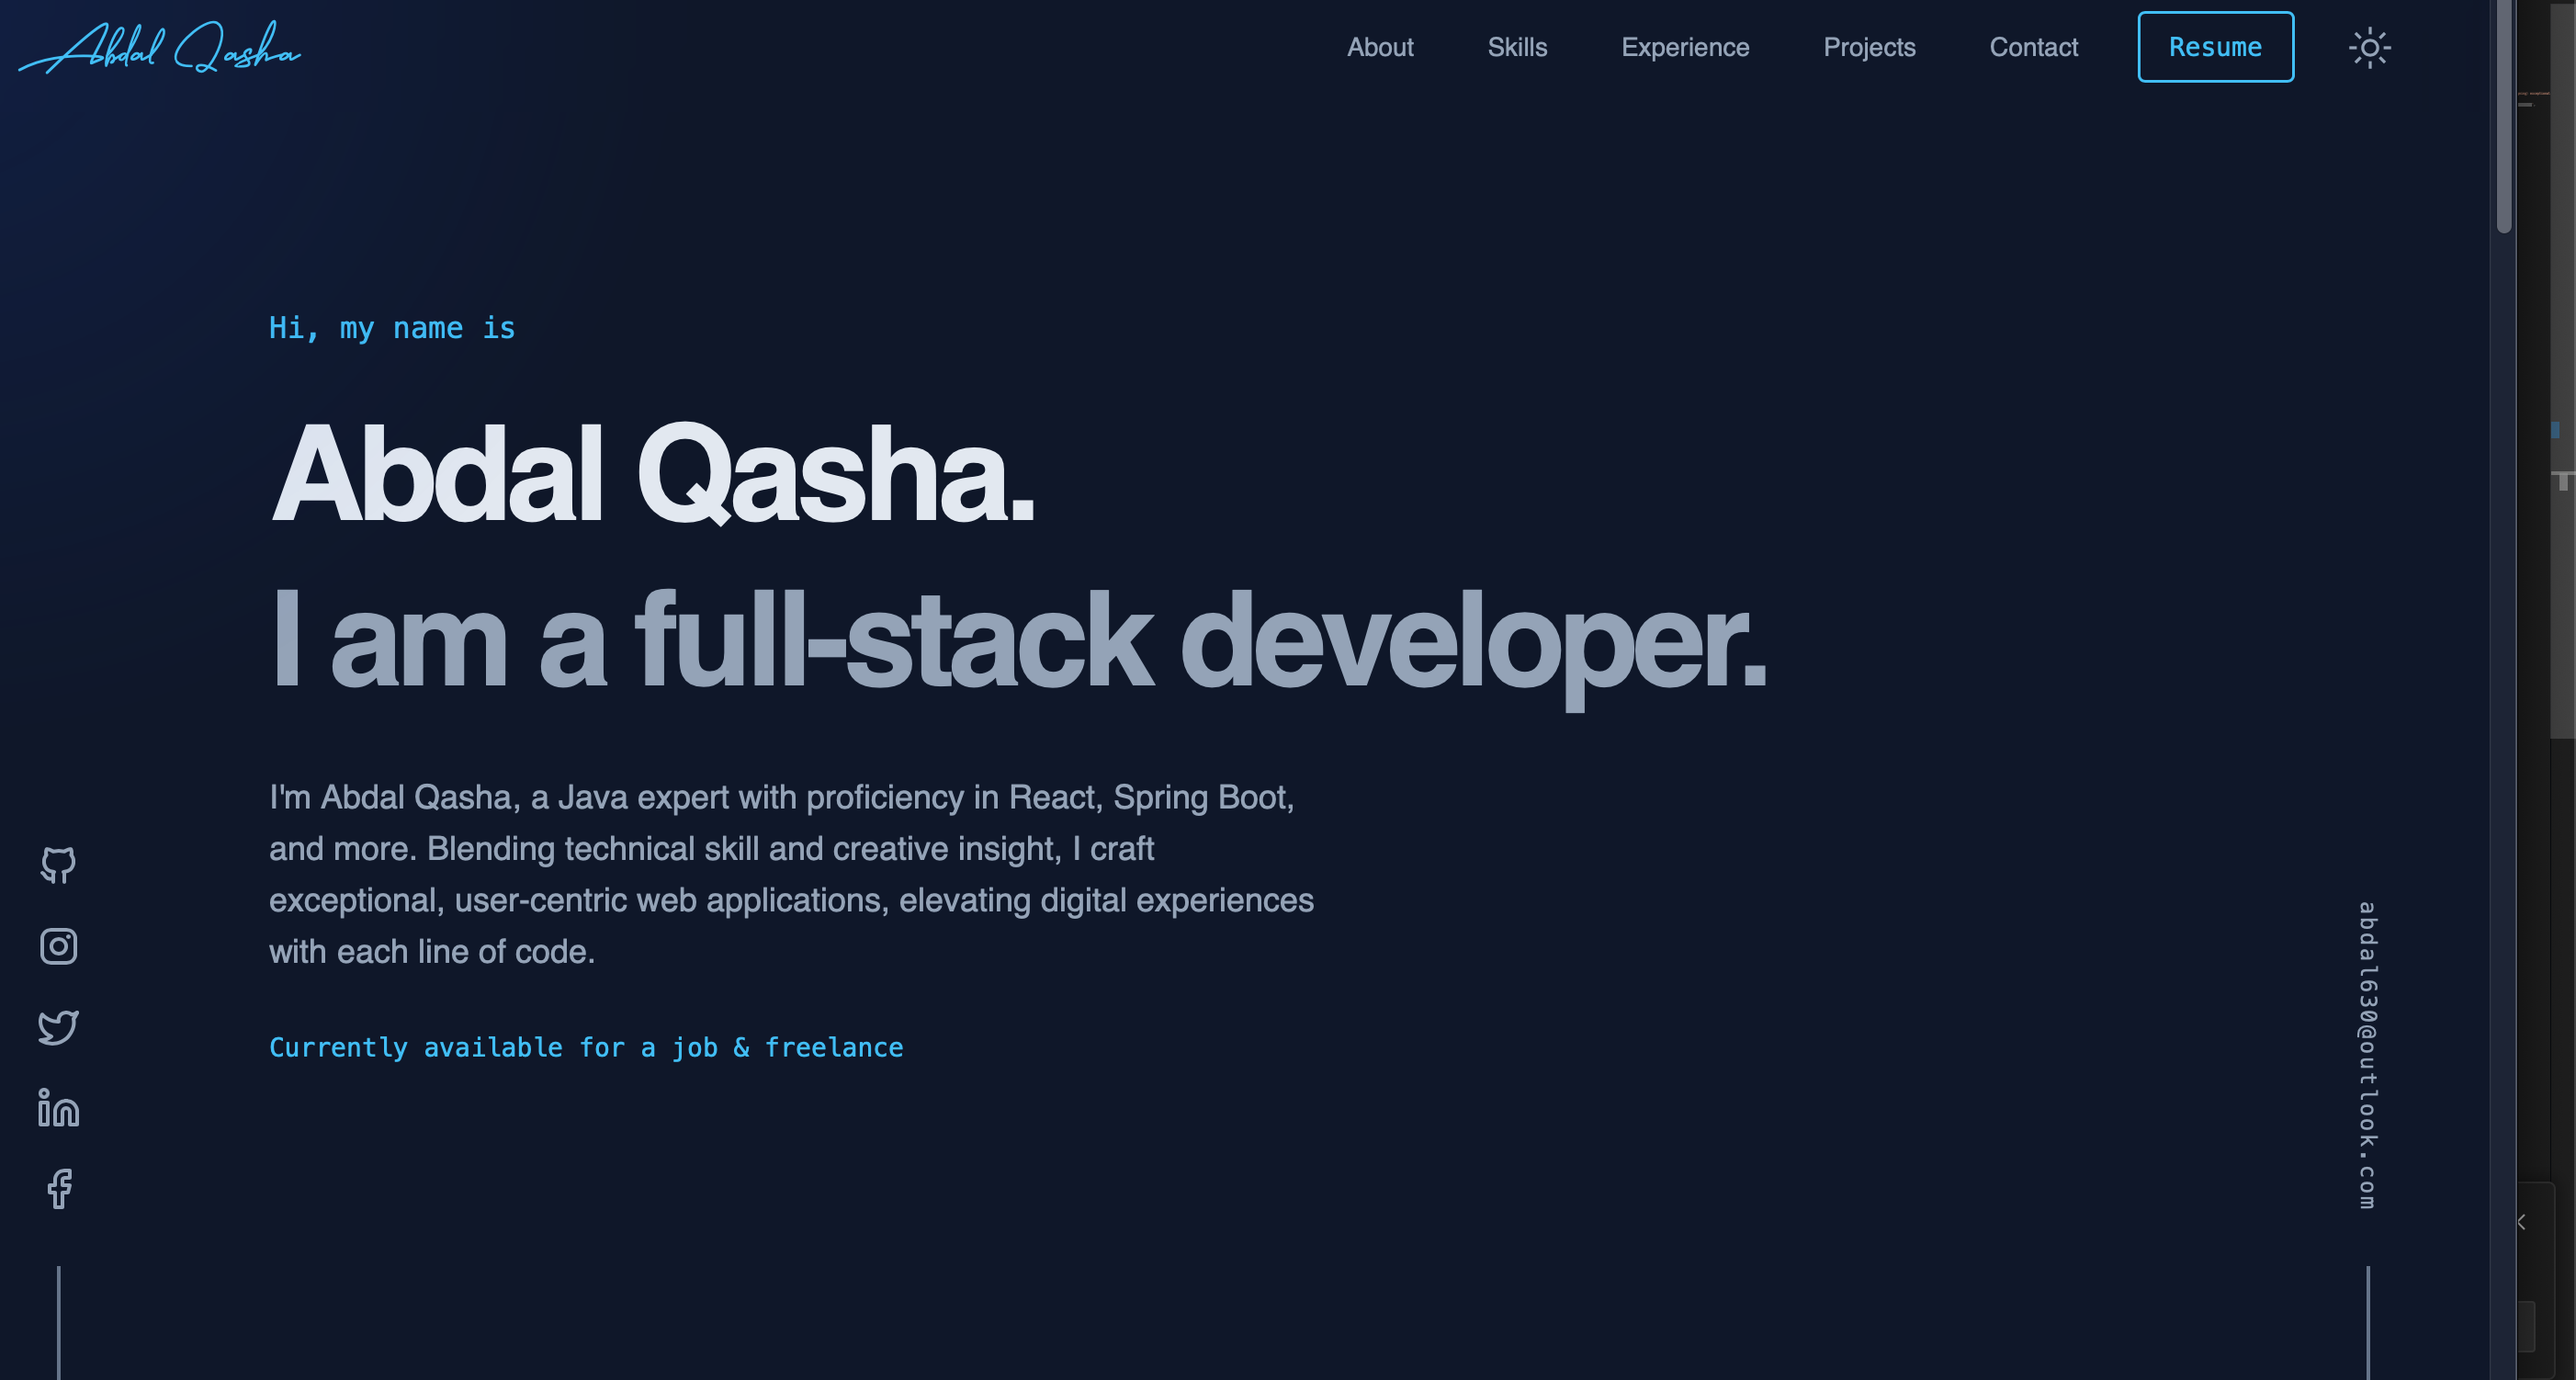 Abdal Qasha
About Skills Experience Projects Contact Resume
Hi, my name is
Abdal Qasha.
I am a full-stack developer.
I'm Abdal Qasha, a Java expert with proficiency in React, Spring Boot,
and more. Blending technical skill and creative insight, I craft
exceptional, user-centric web applications, elevating digital experiences
with each line of code.
Currently available for a job & freelance
abdal630@outlook.com